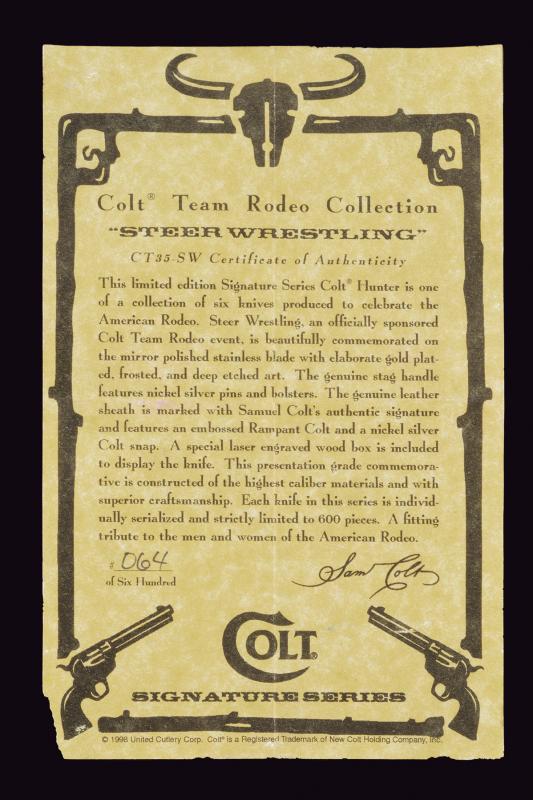 Colt® Team Rodeo Collection
"STEER WRESTLING"
CT35-SW Certificate of Authenticity
This limited edition Signature Series Colt® Hunter is one
of a collection of six knives produced to celebrate the
American Rodeo. Steer Wrestling, an officially sponsored
Colt Team Rodeo event, is beautifully commemorated on
the mirror polished stainless blade with elaborate gold plat-
ed, frosted, and deep etched art. The genuine stag handle
features nickel silver pins and bolsters. The genuine leather
sheath is marked with Samuel Colt's authentic signature
and features an embossed Rampant Colt and a nickel silver
Colt snap. A special laser engraved wood box is included
to display the knife. This presentation grade commemora-
tive is constructed of the highest caliber materials and with
superior craftsmanship. Each knife in this series is individ-
ually serialized and strictly limited to 600 pieces. A fitting
tribute to the men and women of the American Rodeo.
# 064
of Six Hundred
Sam Colt
COLT®
SIGNATURE SERIES
© 1998 United Cutlery Corp. Colt® is a Registered Trademark of New Colt Holding Company, Inc.